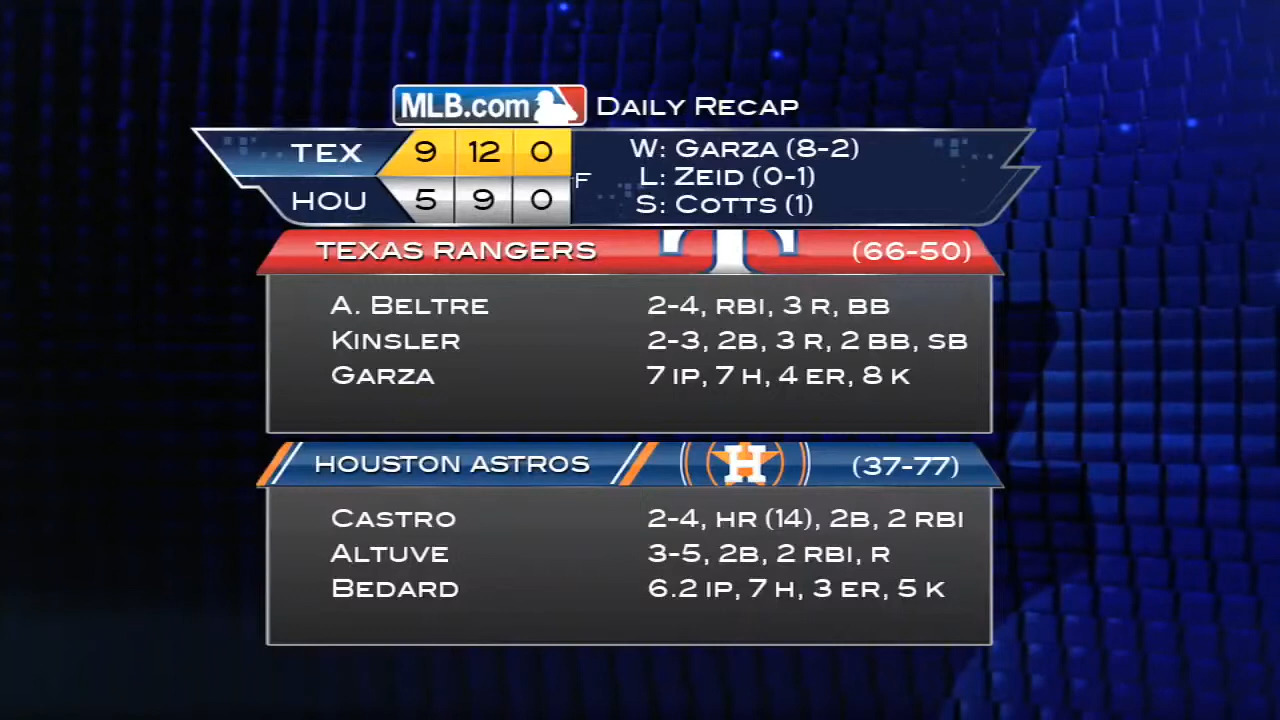 MLB.com DAILY RECAP
TEX 9 12 0
HOU 5 9 0
F
W: GARZA (8-2)
L: ZEID (0-1)
S: COTTS (1)
TEXAS RANGERS T (66-50)
A. BELTRE 2-4, RBI, 3 R, BB
KINSLER 2-3, 2B, 3 R, 2 BB, SB
GARZA 7 IP, 7 H, 4 ER, 8 K
HOUSTON ASTROS H (37-77)
CASTRO 2-4, HR (14), 2B, 2 RBI
ALTUVE 3-5, 2B, 2 RBI, R
BEDARD 6.2 IP, 7 H, 3 ER, 5 K